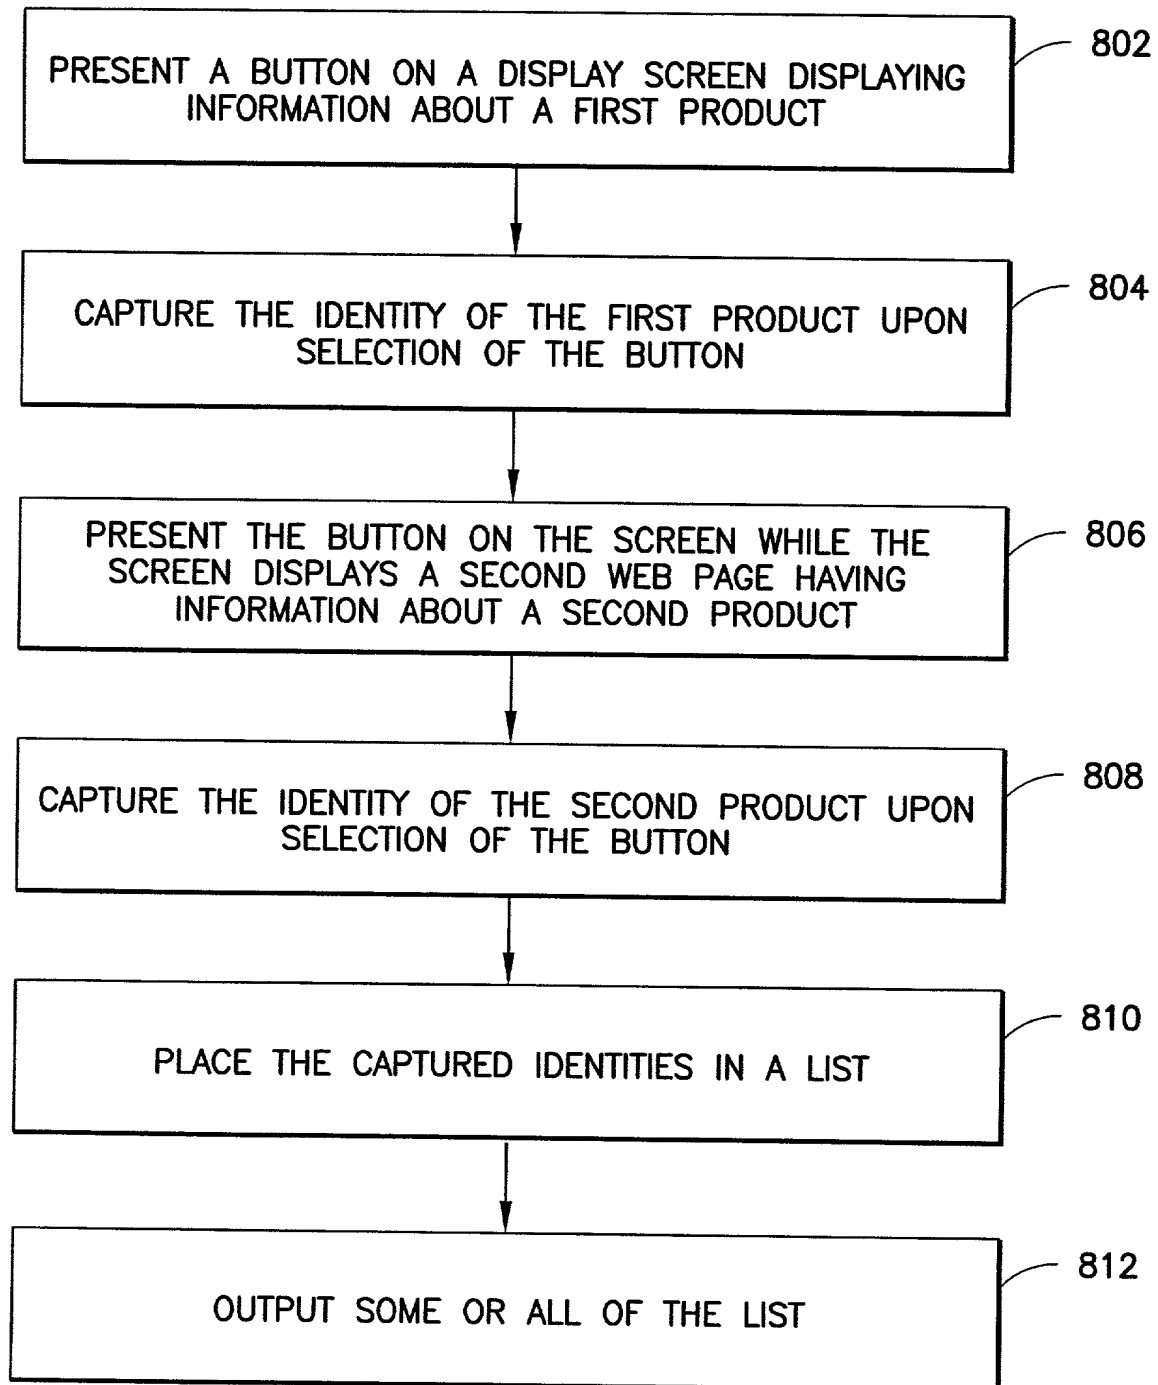 PRESENT A BUTTON ON A DISPLAY SCREEN DISPLAYING
INFORMATION ABOUT A FIRST PRODUCT
802
CAPTURE THE IDENTITY OF THE FIRST PRODUCT UPON
SELECTION OF THE BUTTON
804
PRESENT THE BUTTON ON THE SCREEN WHILE THE
SCREEN DISPLAYS A SECOND WEB PAGE HAVING
INFORMATION ABOUT A SECOND PRODUCT
806
CAPTURE THE IDENTITY OF THE SECOND PRODUCT UPON
SELECTION OF THE BUTTON
808
PLACE THE CAPTURED IDENTITIES IN A LIST
810
OUTPUT SOME OR ALL OF THE LIST
812